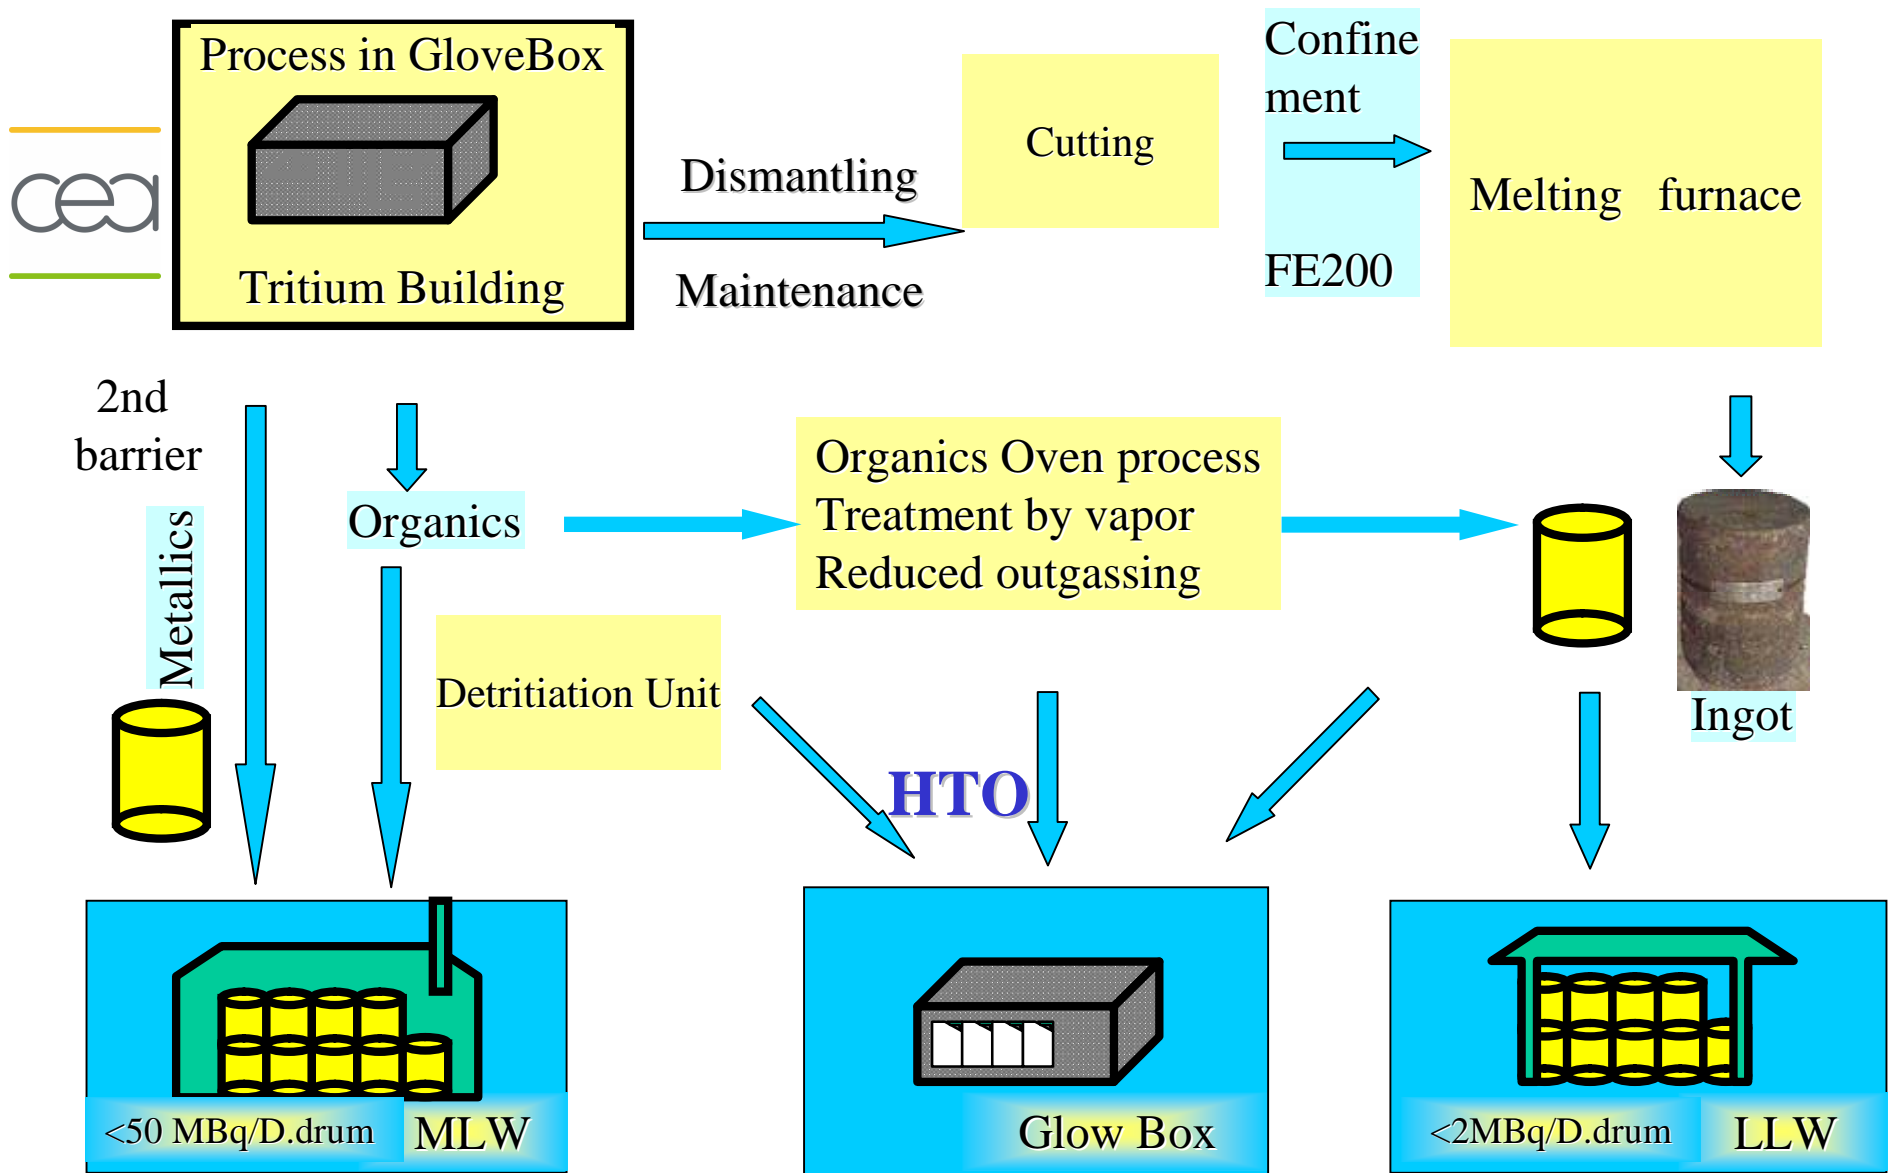 Process in GloveBox
Tritium Building
cea
Dismantling
Maintenance
Cutting
Confine
ment
FE200
Melting furnace
2nd
barrier
Metallics
Organics
Organics Oven process
Treatment by vapor
Reduced outgassing
Detritiation Unit
HTO
Ingot
<50 MBq/D.drum
MLW
Glow Box
<2MBq/D.drum
LLW